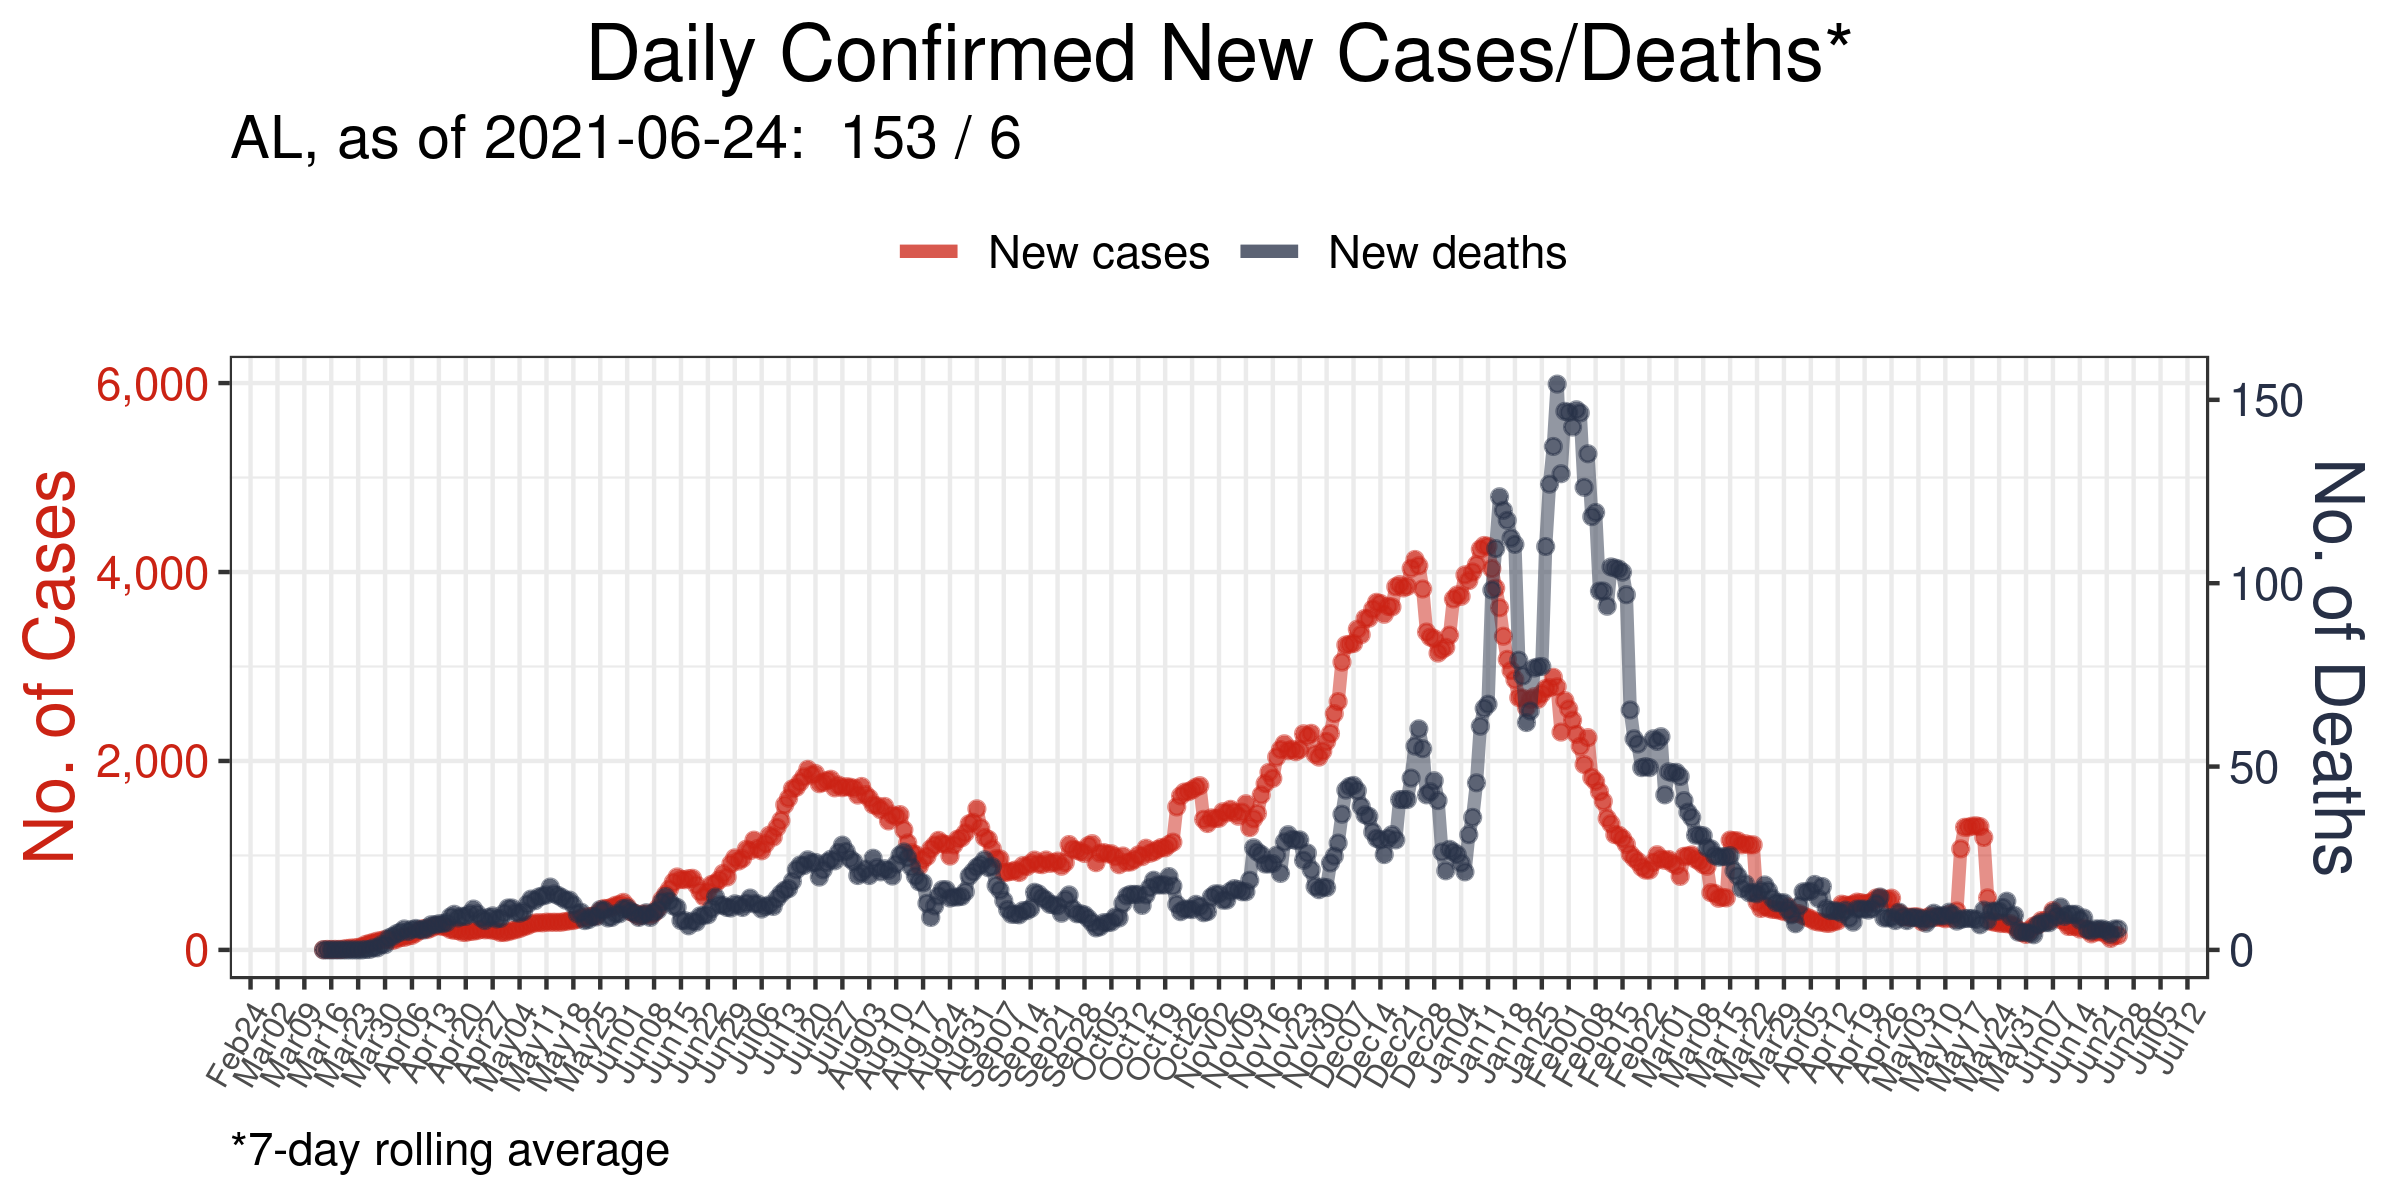 Daily Confirmed New Cases/Deaths*
AL, as of 2021-06-24:  153 / 6
New cases New deaths
No. of Cases
6,000
4,000
2,000
0
150
100
50
0
No. of Deaths
Feb24 Mar02 Mar09 Mar16 Mar23 Mar30 Apr06 Apr13 Apr20 Apr27 May04 May11 May18 May25 Jun01 Jun08 Jun15 Jun22 Jun29 Jul06 Jul13 Jul20 Jul27 Aug03 Aug10 Aug17 Aug24 Aug31 Sep07 Sep14 Sep21 Sep28 Oct05 Oct12 Oct19 Oct26 Nov02 Nov09 Nov16 Nov23 Nov30 Dec07 Dec14 Dec21 Dec28 Jan04 Jan11 Jan18 Jan25 Feb01 Feb08 Feb15 Feb22 Mar01 Mar08 Mar15 Mar22 Mar29 Apr05 Apr12 Apr19 Apr26 May03 May10 May17 May24 May31 Jun07 Jun14 Jun21 Jun28 Jul05 Jul12
*7-day rolling average